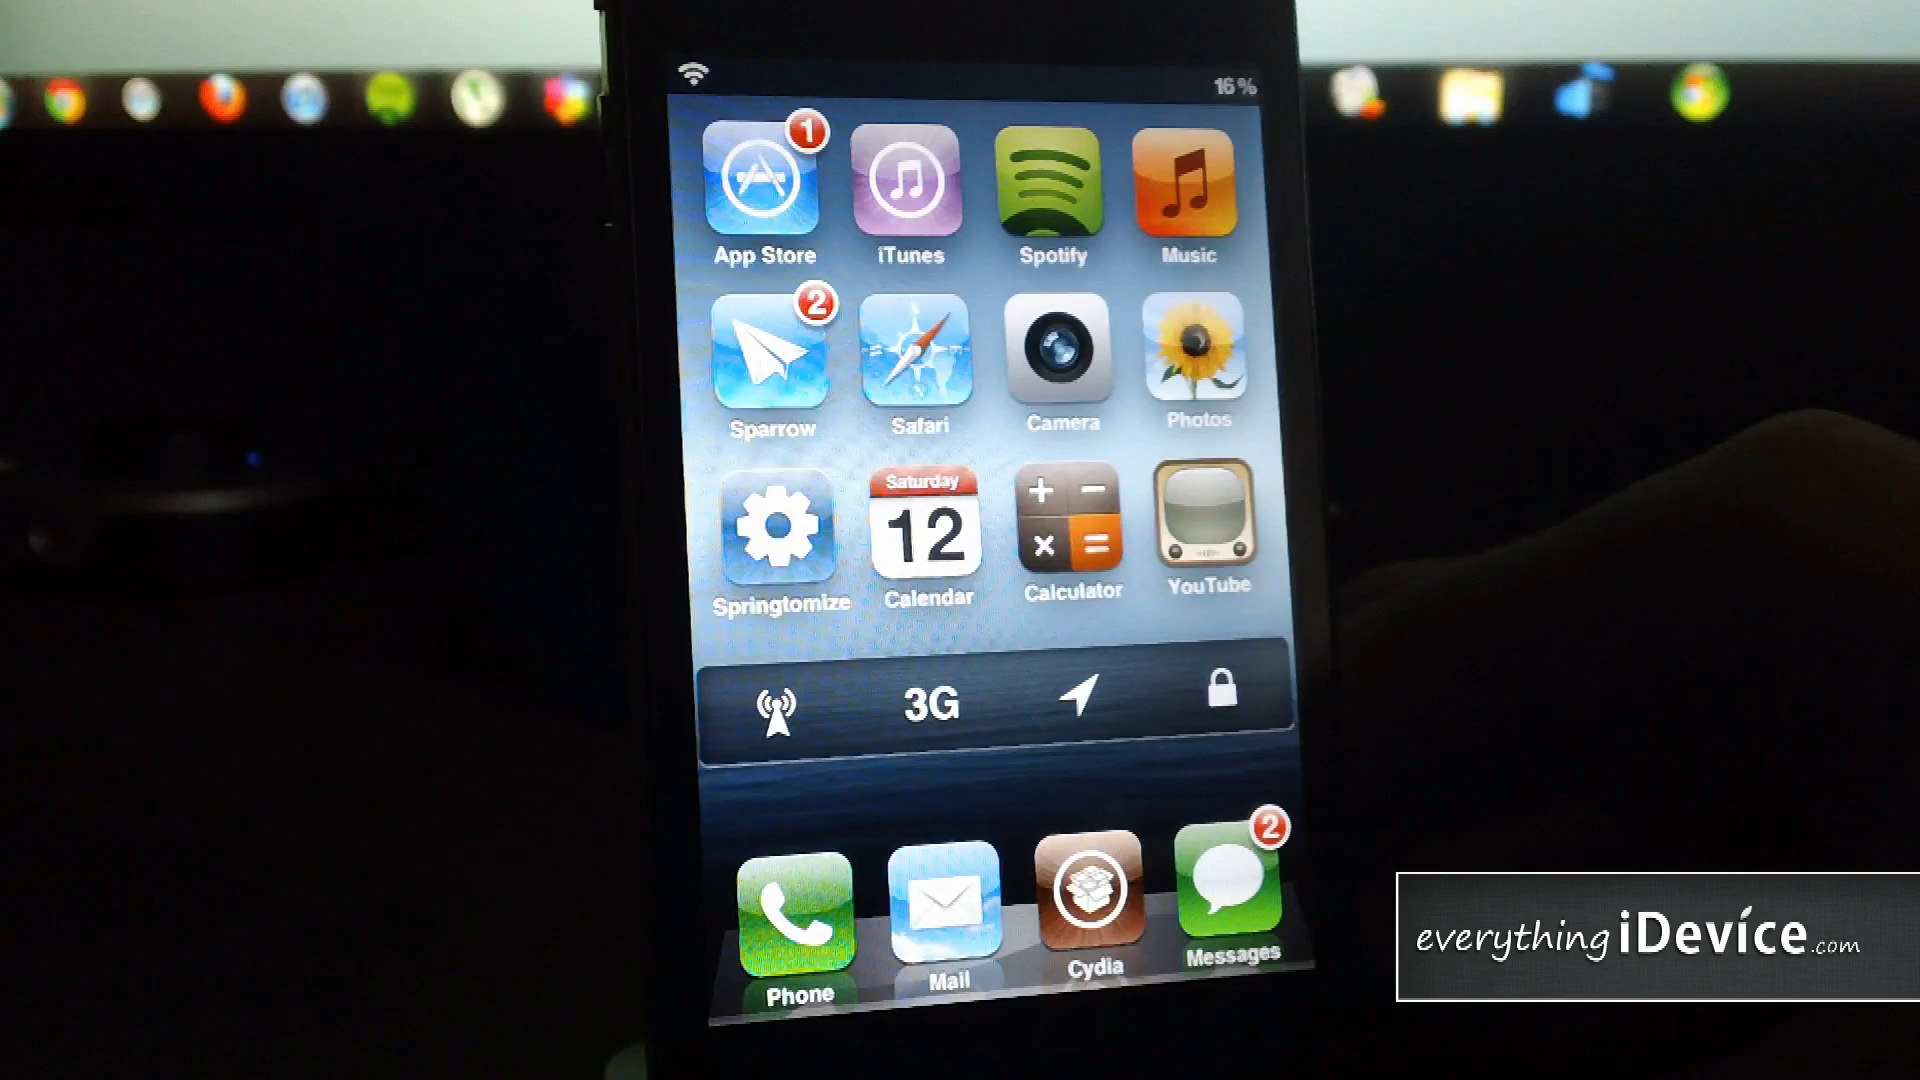 16%
1
App Store
iTunes
Spotify
Music
2
Sparrow
Safari
Camera
Photos
Saturday
12
Springtomize
Calendar
Calculator
YouTube
3G
2
Phone
Mail
Cydia
Messages
everything iDevice.com